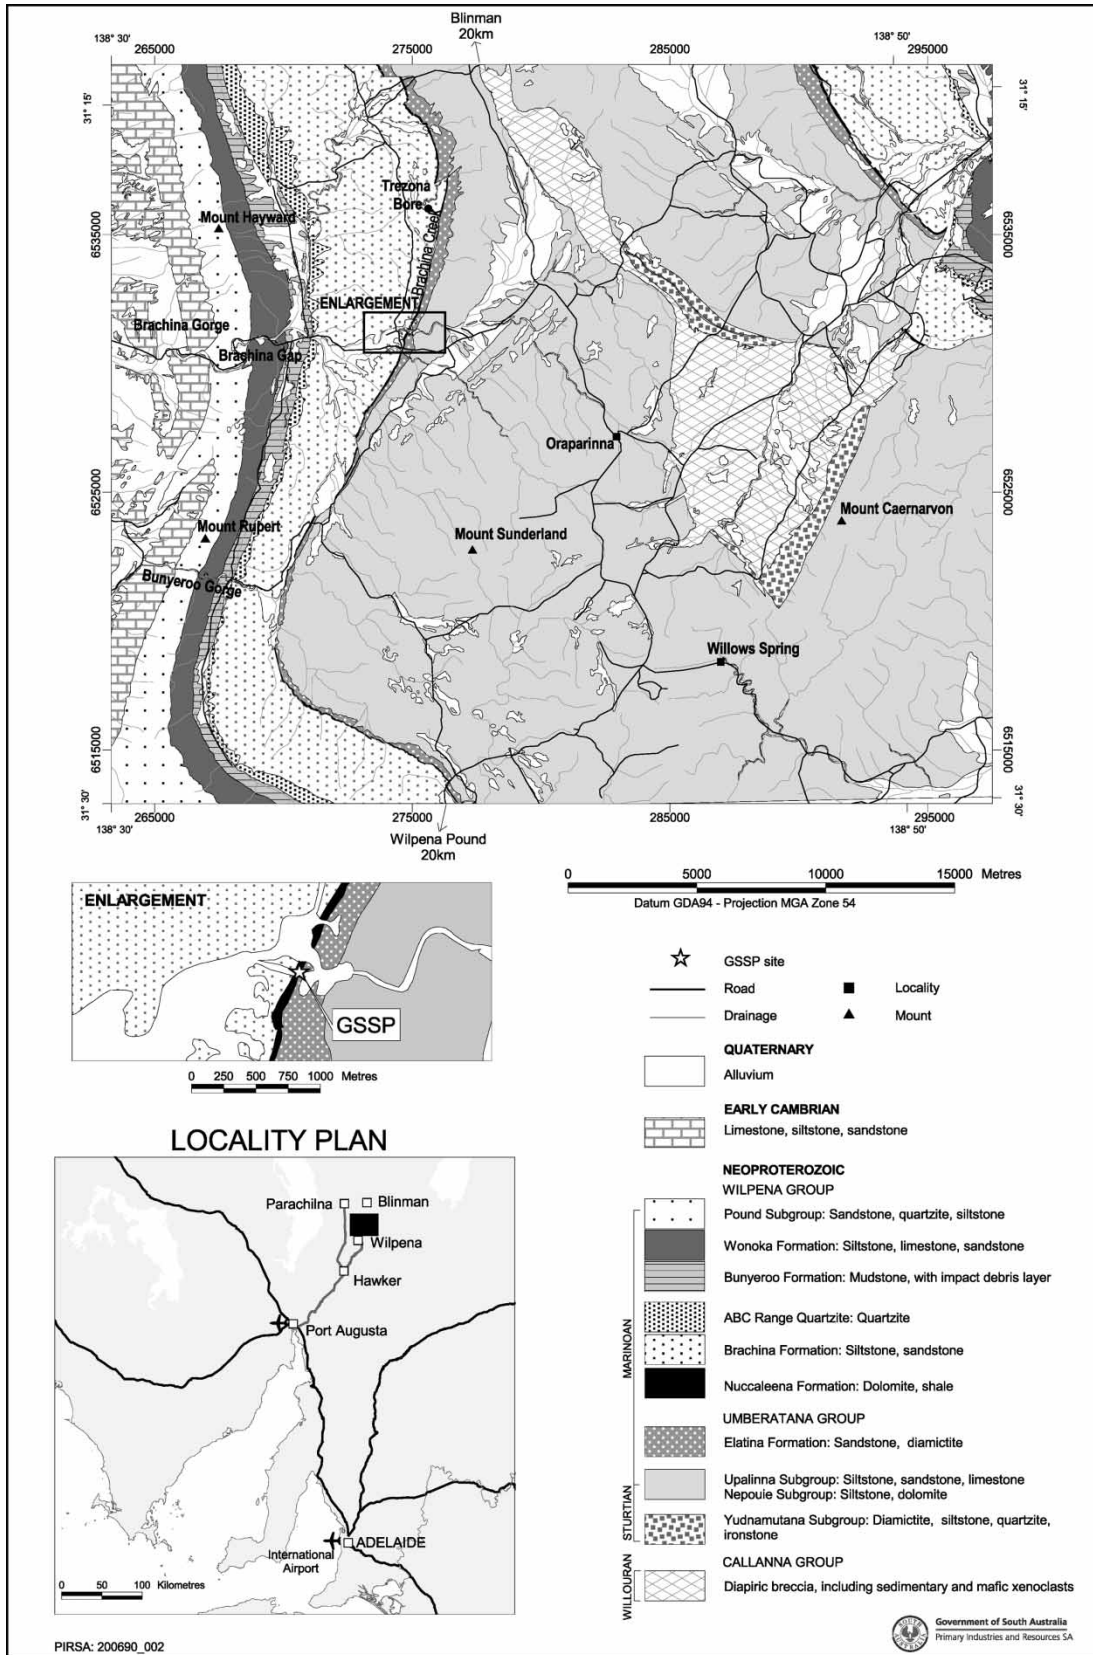 Blinman
20km
138° 30'
265000
275000
285000
138° 50'
295000
31° 15'
31° 15'
Trezona
Bore
Mount Hayward
6535000
6535000
Brachina Creek
ENLARGEMENT
Brachina Gorge
Brachina Gap
Oraparinna
6525000
6525000
Mount Caernarvon
Mount Rupert
Mount Sunderland
Bunyeroo Gorge
Willows Spring
6515000
6515000
31° 30'
31° 30'
138° 30'
265000
275000
285000
138° 50'
295000
Wilpena Pound
20km
0 5000 10000 15000 Metres
Datum GDA94 - Projection MGA Zone 54
ENLARGEMENT
GSSP
0 250 500 750 1000 Metres
GSSP site
Road
Locality
Drainage
Mount
QUATERNARY
Alluvium
EARLY CAMBRIAN
Limestone, siltstone, sandstone
NEOPROTEROZOIC
WILPENA GROUP
Pound Subgroup: Sandstone, quartzite, siltstone
Wonoka Formation: Siltstone, limestone, sandstone
Bunyeroo Formation: Mudstone, with impact debris layer
ABC Range Quartzite: Quartzite
Brachina Formation: Siltstone, sandstone
Nuccaleena Formation: Dolomite, shale
UMBERATANA GROUP
Elatina Formation: Sandstone, diamictite
Upalinna Subgroup: Siltstone, sandstone, limestone
Nepouie Subgroup: Siltstone, dolomite
Yudnamutana Subgroup: Diamictite, siltstone, quartzite,
ironstone
CALLANNA GROUP
Diapiric breccia, including sedimentary and mafic xenoclasts
MARINOAN
STURTIAN
WILLOURAN
LOCALITY PLAN
Parachilna
Blinman
Wilpena
Hawker
Port Augusta
ADELAIDE
International
Airport
0 50 100 Kilometres
PIRSA: 200690_002
SOUTH
AUSTRALIA
Government of South Australia
Primary Industries and Resources SA